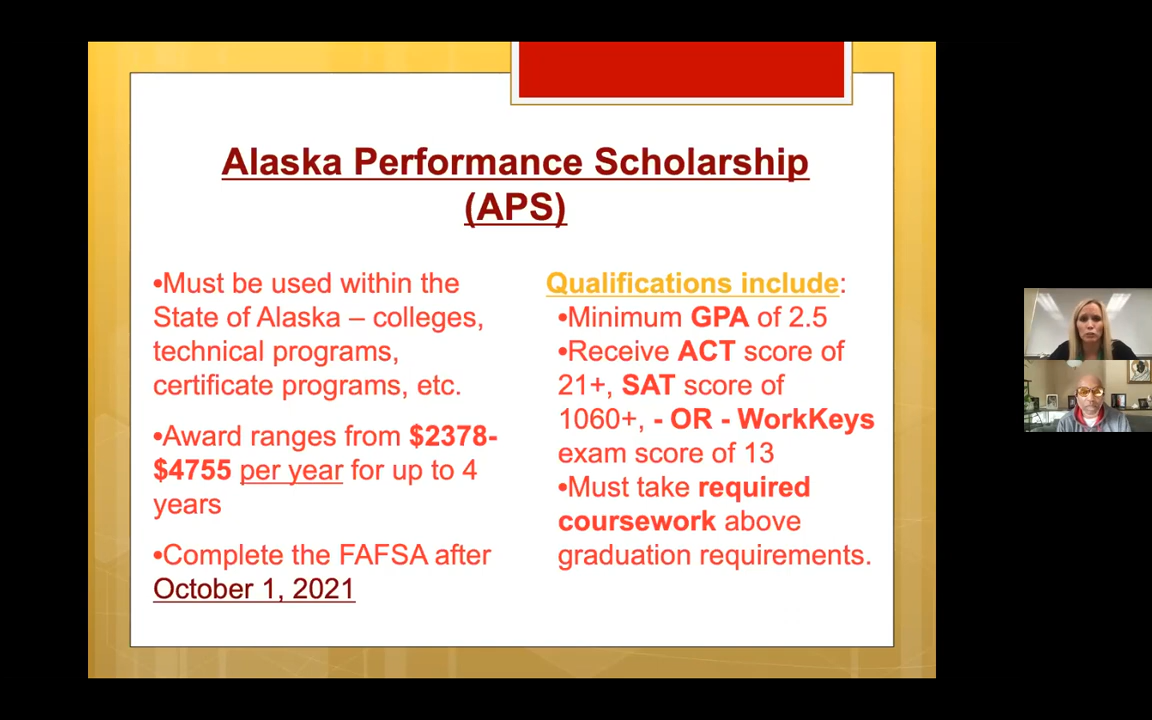 Alaska Performance Scholarship
(APS)
•Must be used within the
State of Alaska – colleges,
technical programs,
certificate programs, etc.
•Award ranges from $2378-
$4755 per year for up to 4
years
•Complete the FAFSA after
October 1, 2021
Qualifications include:
•Minimum GPA of 2.5
•Receive ACT score of
21+, SAT score of
1060+, - OR - WorkKeys
exam score of 13
•Must take required
coursework above
graduation requirements.